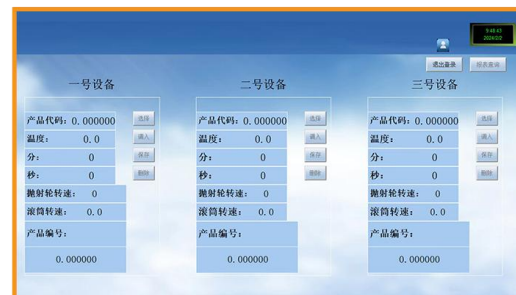 9:48:43
2024/2/2
退出登录 报表查询
一号设备 二号设备 三号设备
产品代码：0.000000 选择 产品代码：0.000000 选择 产品代码：0.000000 选择
温度： 0.0 调入 温度： 0.0 调入 温度： 0.0 调入
分： 0 保存 分： 0 保存 分： 0 保存
秒： 0 删除 秒： 0 删除 秒： 0 删除
抛射轮转速： 0 抛射轮转速： 0 抛射轮转速： 0
滚筒转速： 0.0 滚筒转速： 0.0 滚筒转速： 0.0
产品编号： 产品编号： 产品编号：
0.000000 0.000000 0.000000